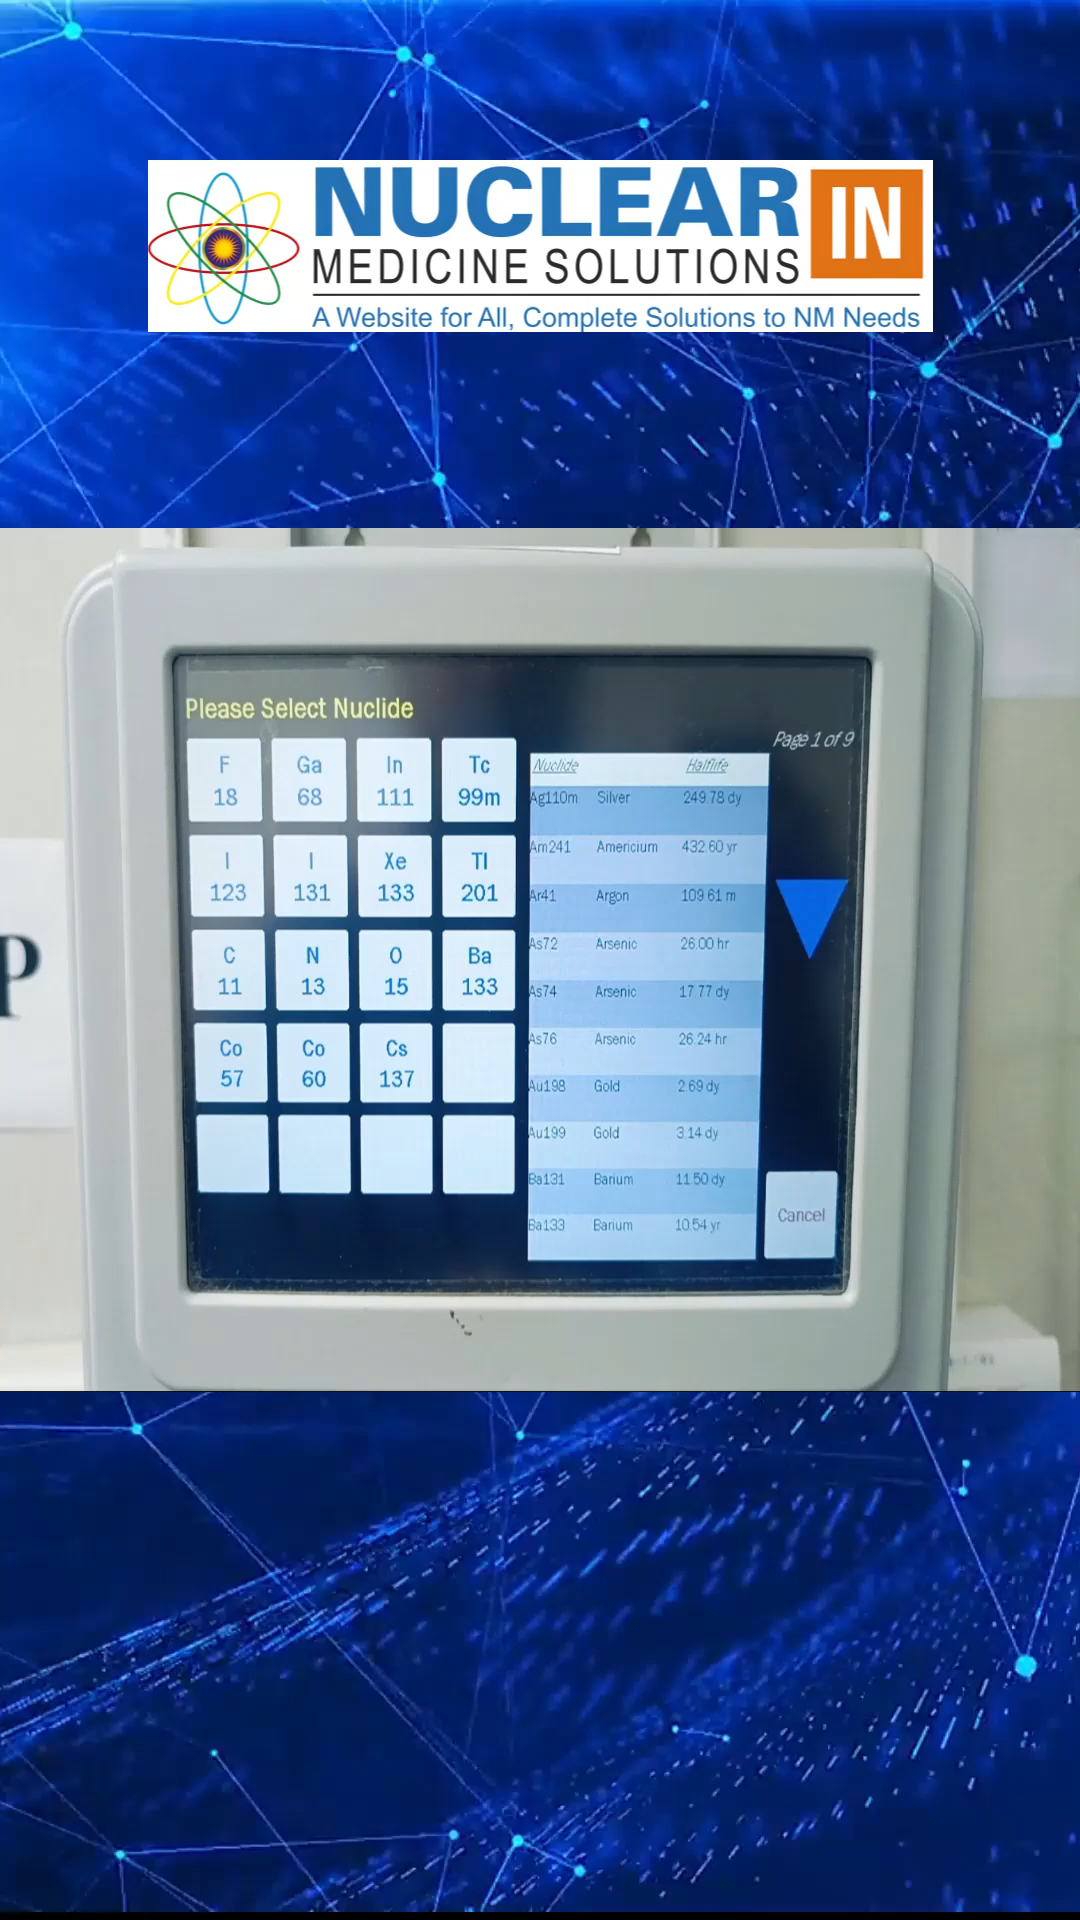 NUCLEAR IN
MEDICINE SOLUTIONS
A Website for All, Complete Solutions to NM Needs
Please Select Nuclide
Page 1 of 9
F 18
Ga 68
In 111
Tc 99m
I 123
I 131
Xe 133
Tl 201
C 11
N 13
O 15
Ba 133
Co 57
Co 60
Cs 137
Nuclide Halflife
Ag110m Silver 249.78 dy
Am241 Americium 432.60 yr
Ar41 Argon 109.61 m
As72 Arsenic 26.00 hr
As74 Arsenic 17.77 dy
As76 Arsenic 26.24 hr
Au198 Gold 2.69 dy
Au199 Gold 3.14 dy
Ba131 Barium 11.50 dy
Ba133 Barium 10.54 yr
Cancel
P